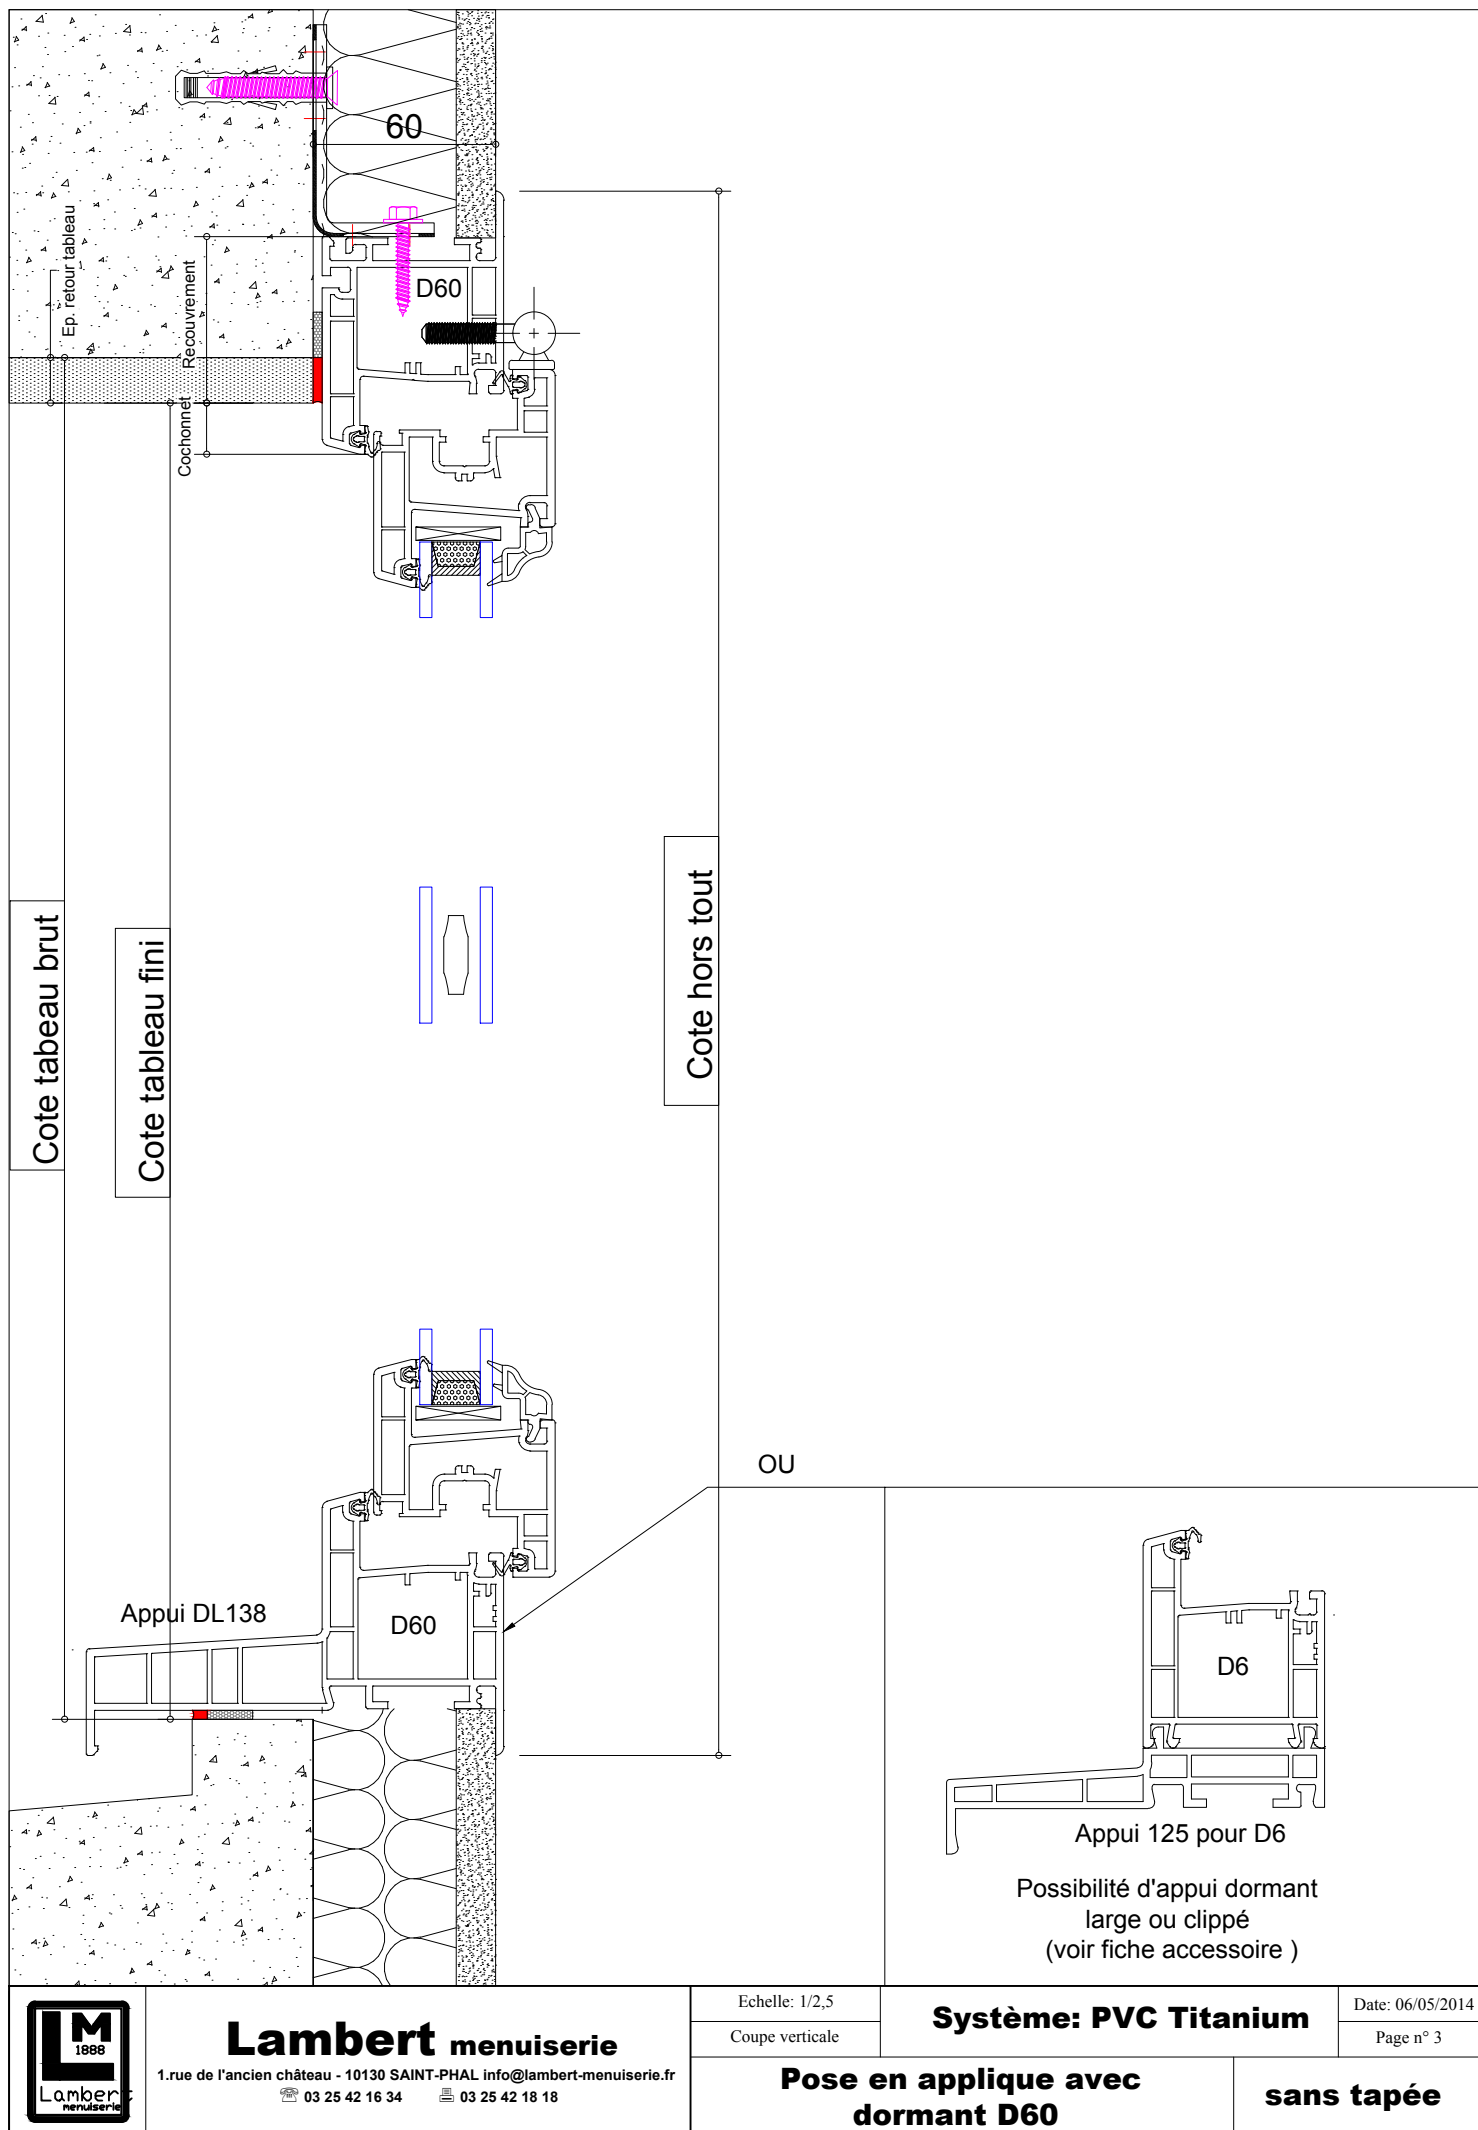 60
Ep. retour tableau
Recouvrement
Cochonnet
D60
Cote tabeau brut
Cote tableau fini
Cote hors tout
OU
Appui DL138
D60
D6
Appui 125 pour D6
Possibilité d'appui dormant
large ou clippé
(voir fiche accessoire )
LM
1888
Lambert
menuiserie
Lambert menuiserie
1.rue de l'ancien château - 10130 SAINT-PHAL info@lambert-menuiserie.fr
03 25 42 16 34 03 25 42 18 18
Echelle: 1/2,5
Coupe verticale
Système: PVC Titanium
Date: 06/05/2014
Page n° 3
Pose en applique avec
dormant D60
sans tapée